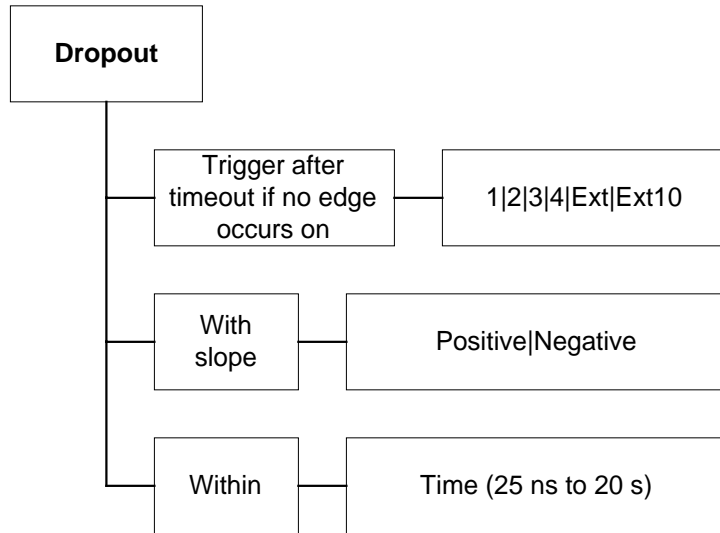 Dropout
Trigger after
timeout if no edge
occurs on
1|2|3|4|Ext|Ext10
With
slope
Positive|Negative
Within
Time (25 ns to 20 s)